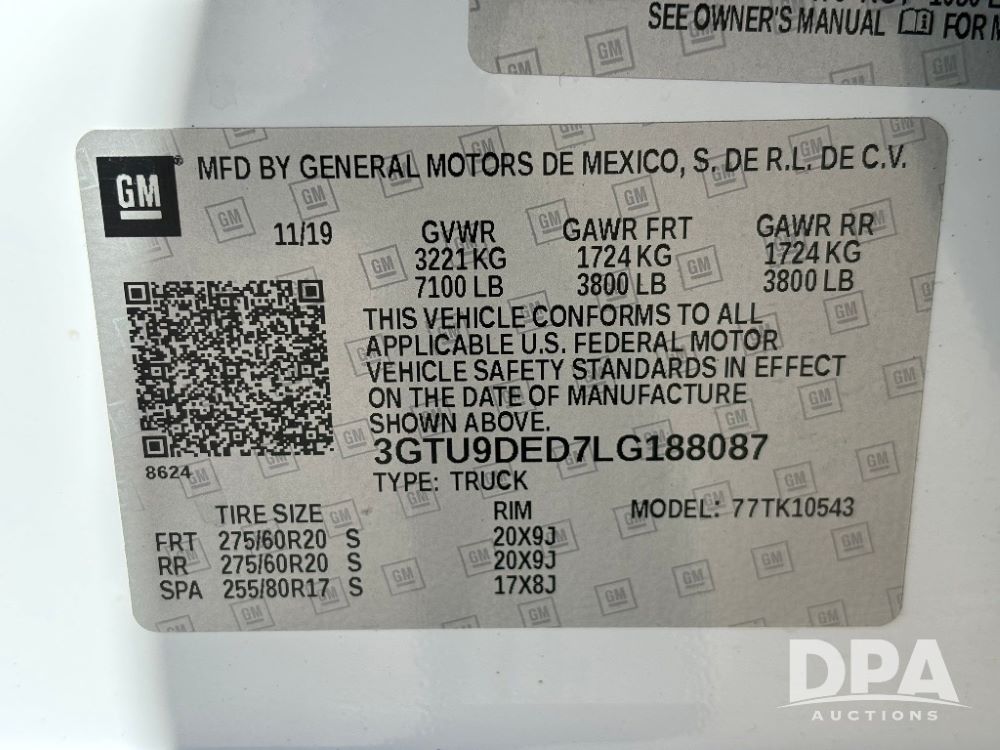 SEE OWNER'S MANUAL FOR
GM
MFD BY GENERAL MOTORS DE MEXICO, S. DE R.L. DE C.V.
11/19 GVWR GAWR FRT GAWR RR
3221 KG 1724 KG 1724 KG
7100 LB 3800 LB 3800 LB
THIS VEHICLE CONFORMS TO ALL
APPLICABLE U.S. FEDERAL MOTOR
VEHICLE SAFETY STANDARDS IN EFFECT
ON THE DATE OF MANUFACTURE
SHOWN ABOVE.
3GTU9DED7LG188087
8624
TYPE: TRUCK
TIRE SIZE RIM MODEL: 77TK10543
FRT 275/60R20 S 20X9J
RR 275/60R20 S 20X9J
SPA 255/80R17 S 17X8J
DPA
AUCTIONS